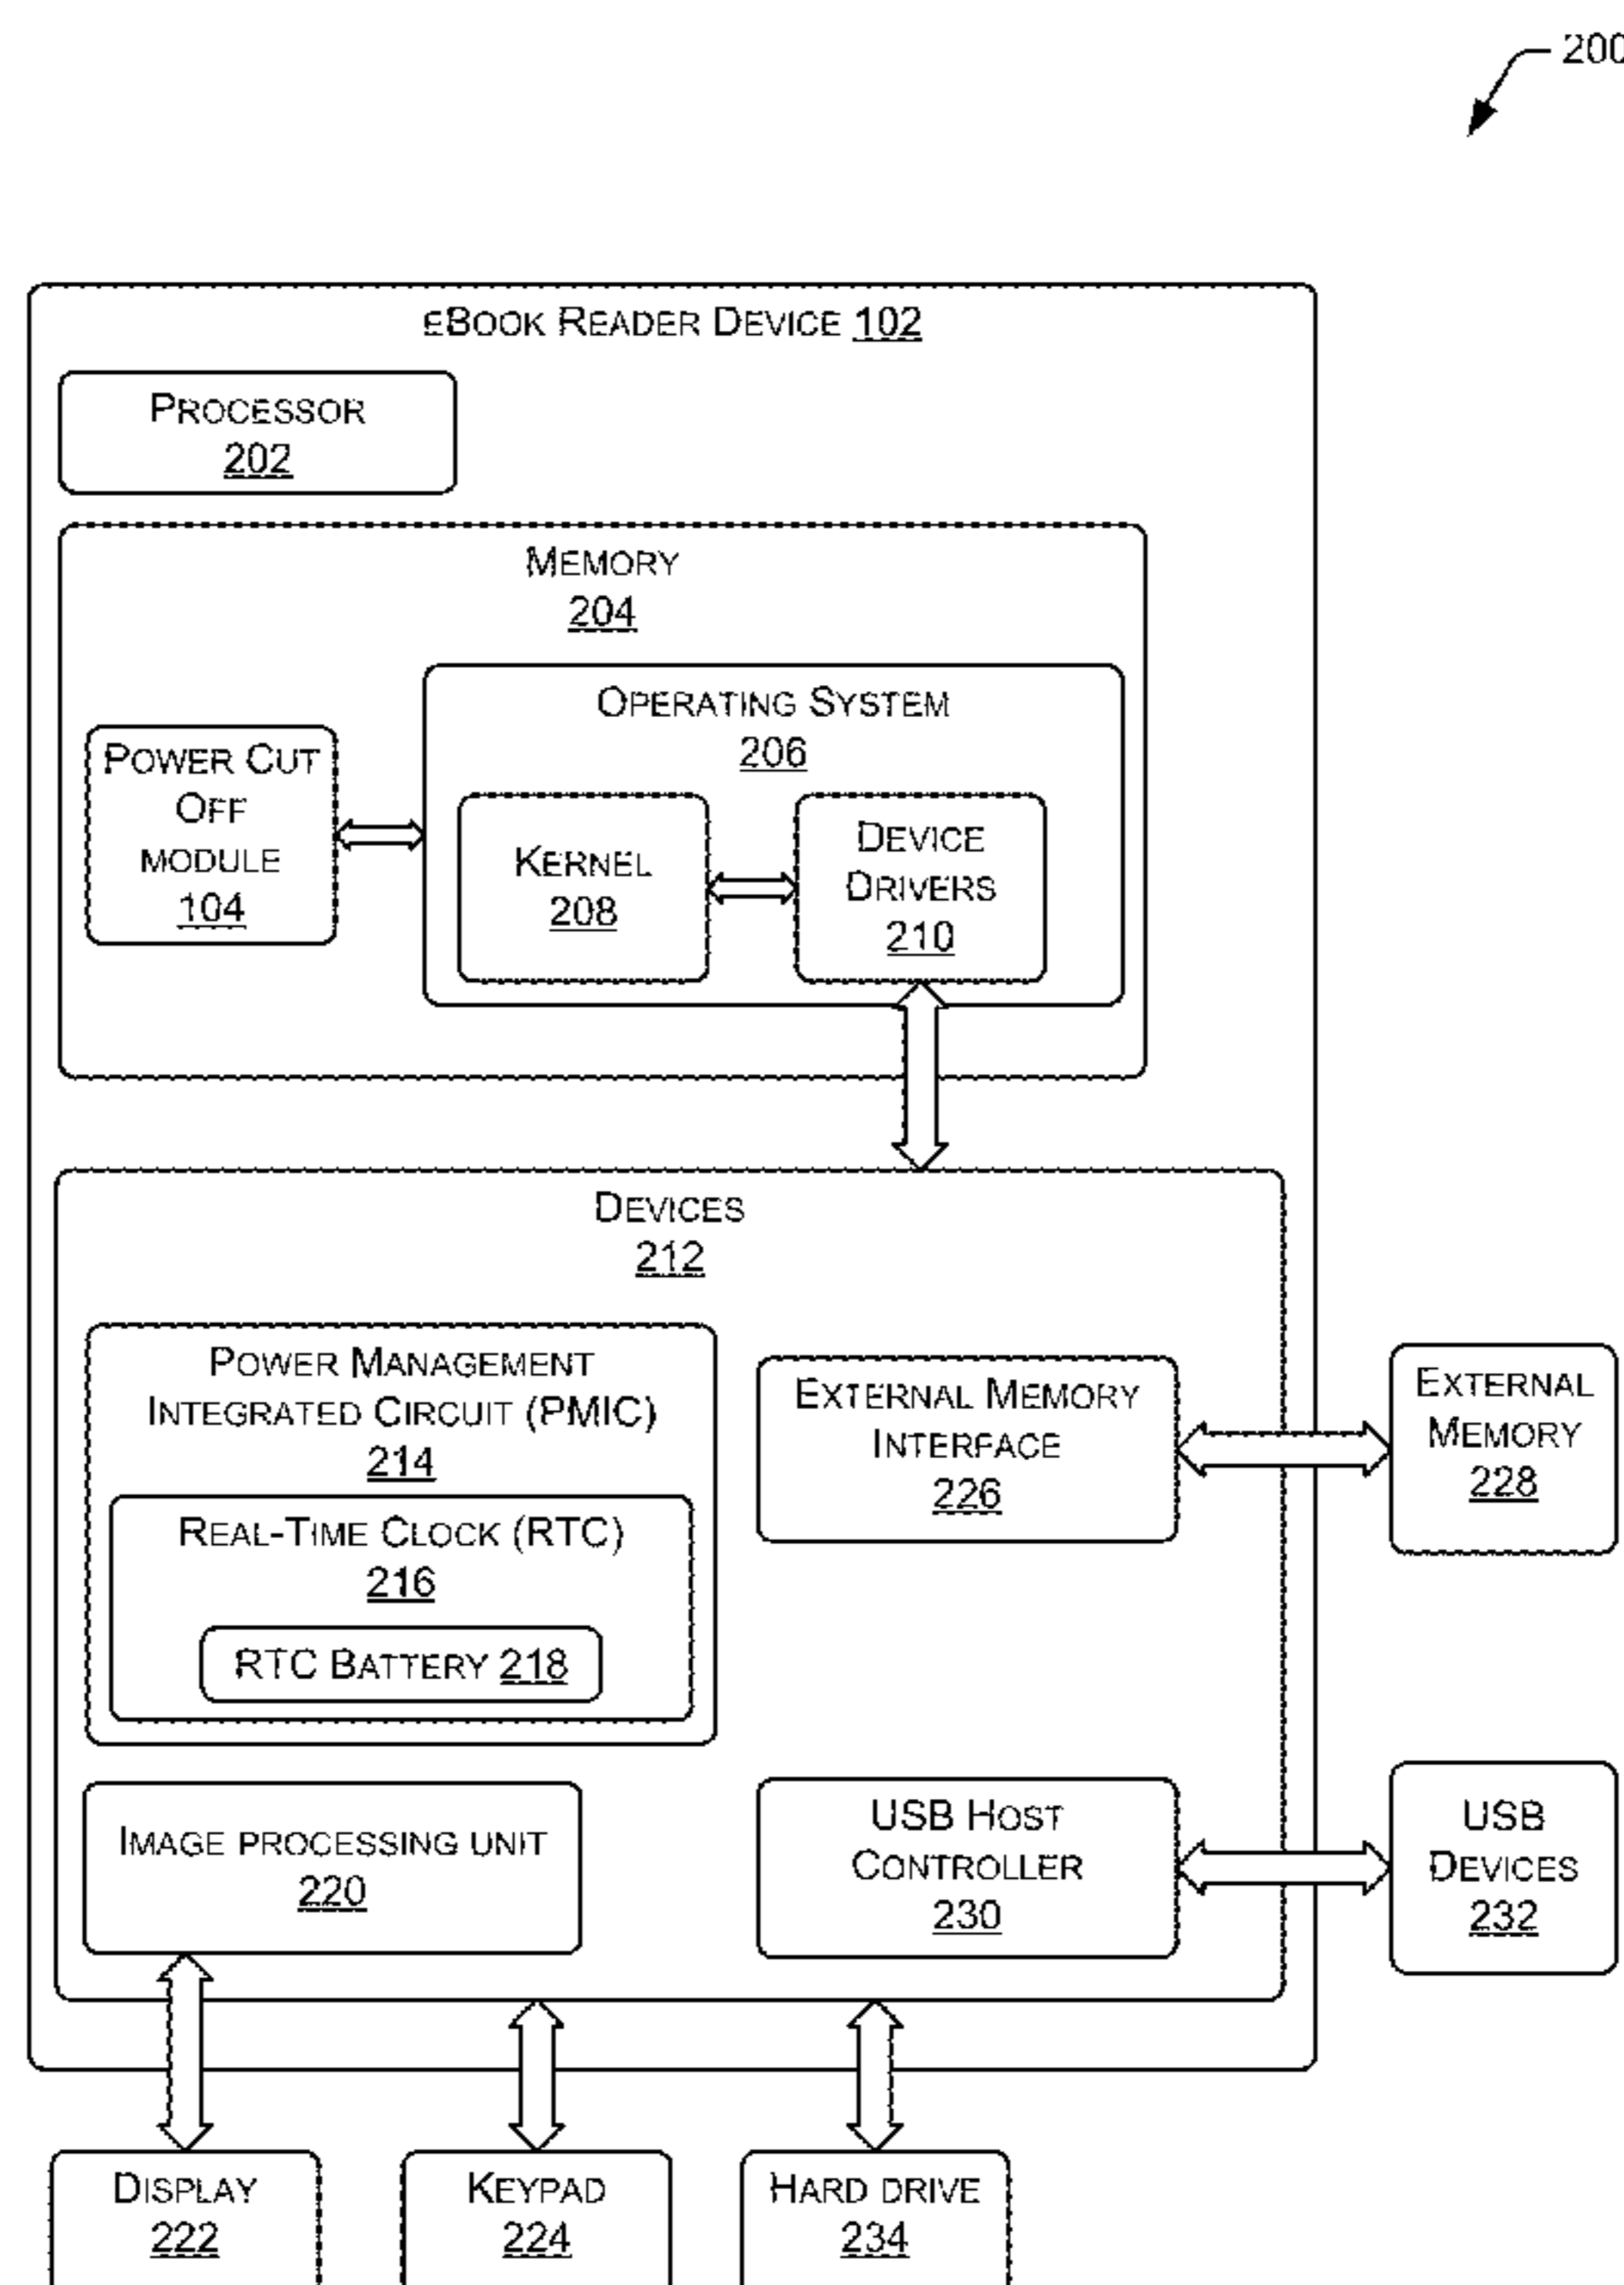 200
eBook Reader Device 102
Processor
202
Memory
204
Operating System
206
Power Cut
Off
module
104
Kernel
208
Device
Drivers
210
Devices
212
Power Management
Integrated Circuit (PMIC)
214
Real-Time Clock (RTC)
216
RTC Battery 218
External Memory
Interface
226
External
Memory
228
Image processing unit
220
USB Host
Controller
230
USB
Devices
232
Display
222
Keypad
224
Hard drive
234